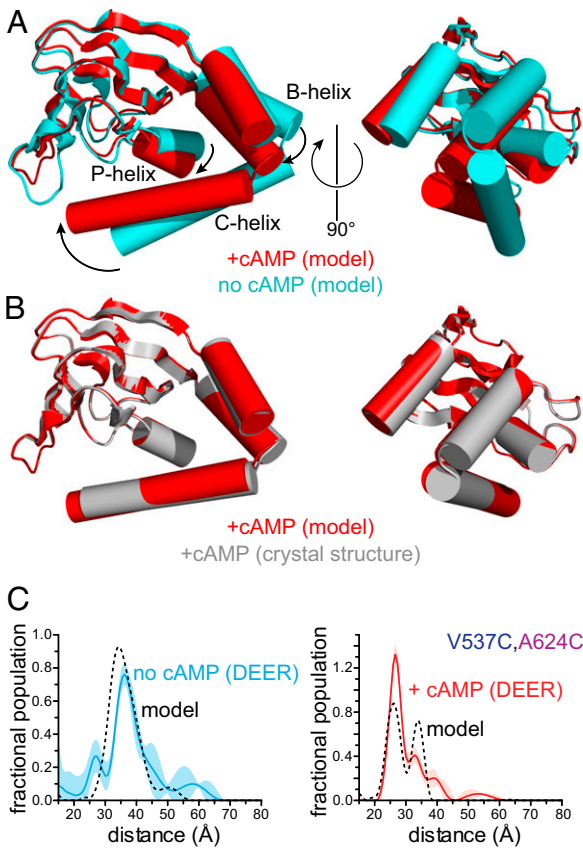 A
B-helix
P-helix
C-helix
90°
+cAMP (model)
no cAMP (model)
B
+cAMP (model)
+cAMP (crystal structure)
C
fractional population
1.0
0.8
0.6
0.4
0.2
0.0
no cAMP (DEER)
model
20 30 40 50 60 70 80
distance (Å)
fractional population
1.2
0.8
0.4
0.0
V537C,A624C
+ cAMP (DEER)
model
20 30 40 50 60 70 80
distance (Å)